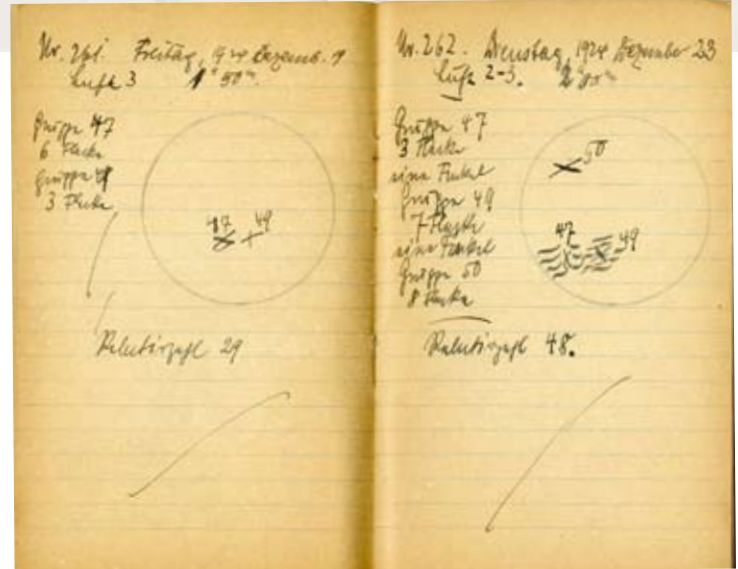 Nr. 261. Freitag, 1924 Dezemb.
Luft 3 1ʰ 50ᵐ.
Gruppe 47
6 Flecke
Gruppe 49
3 Flecke
47 49
Relativzahl 29
Nr. 262. Dienstag, 1924 Dezember 23
Luft 2-3.
Gruppe 47
3 Flecke
eine Fackel
Gruppe 49
7 Flecke
eine Fackel
Gruppe 50
8 Flecke
50
47 49
Relativzahl 48.